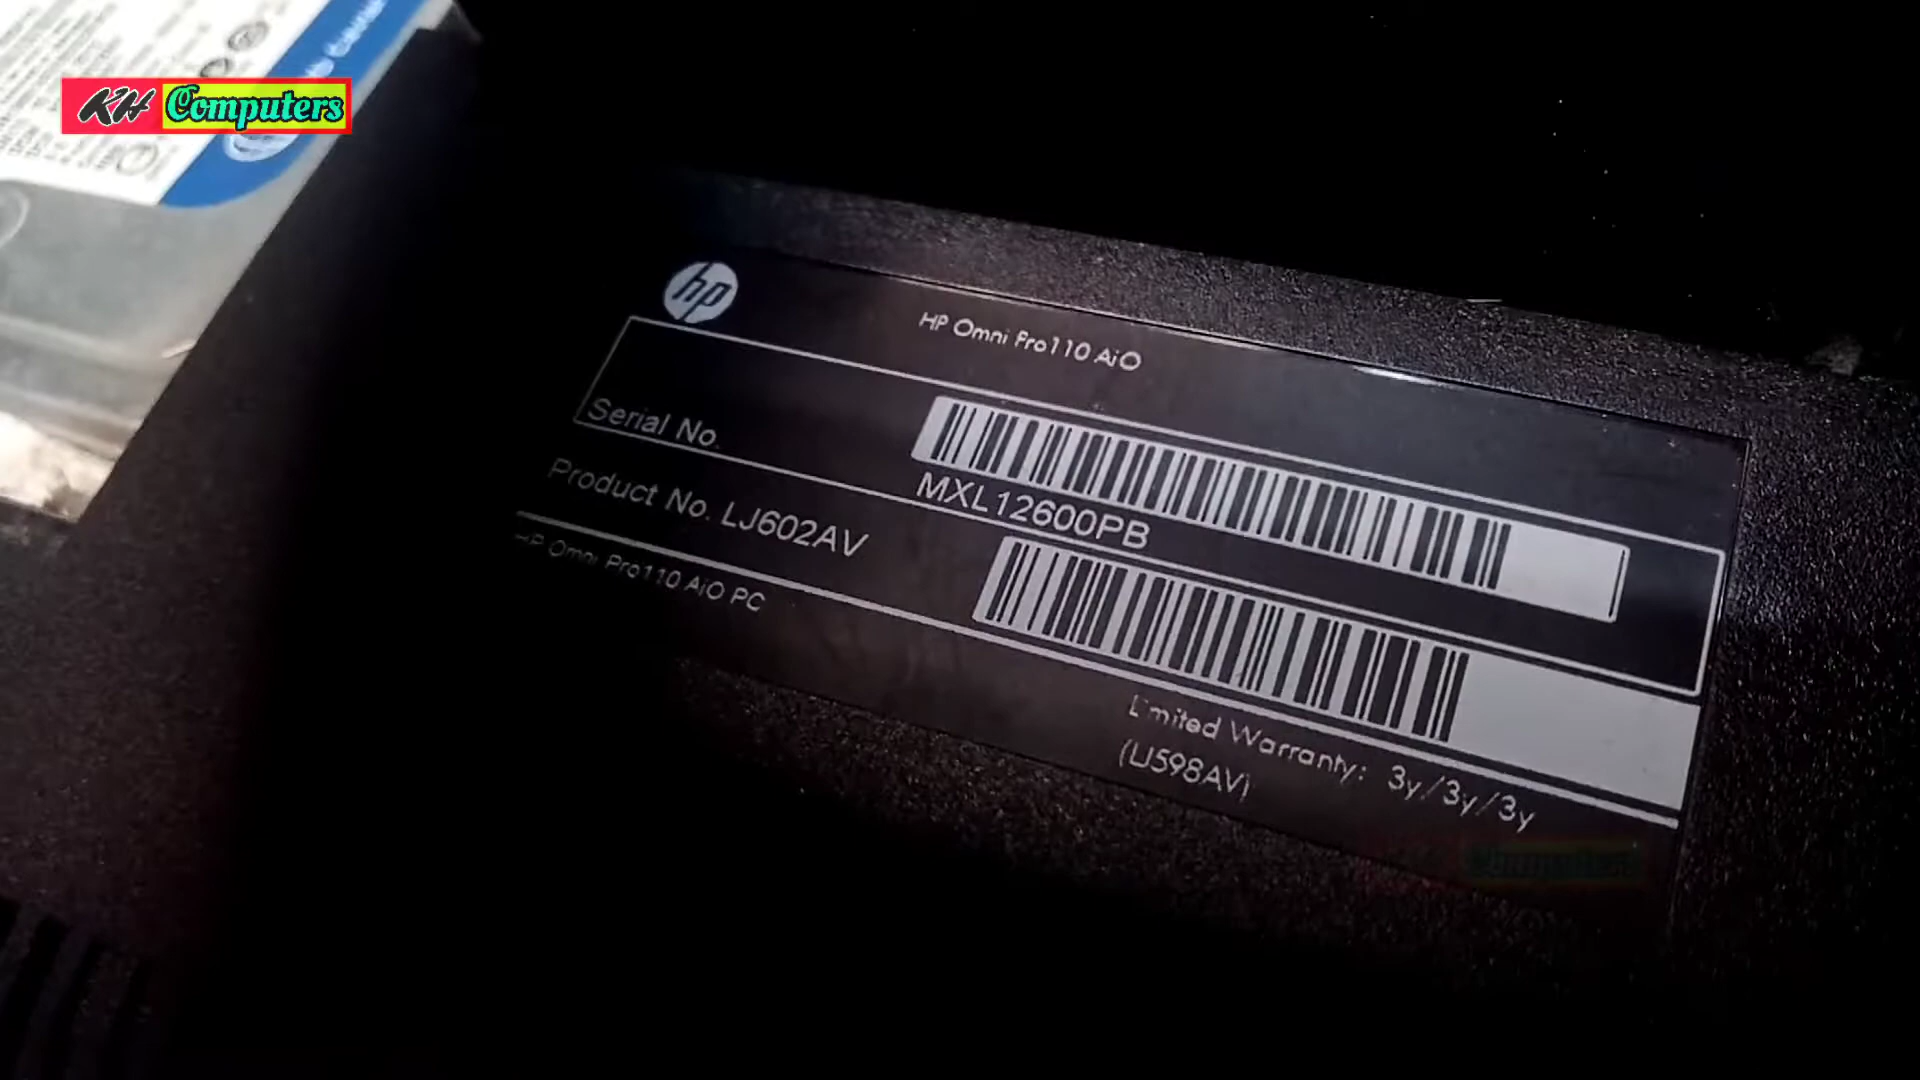 KH Computers
hp
HP Omni Pro110 AiO
Serial No.
MXL12600PB
Product No. LJ602AV
HP Omni Pro110 AiO PC
Limited Warranty: 3y/3y/3y
(LJ598AV)